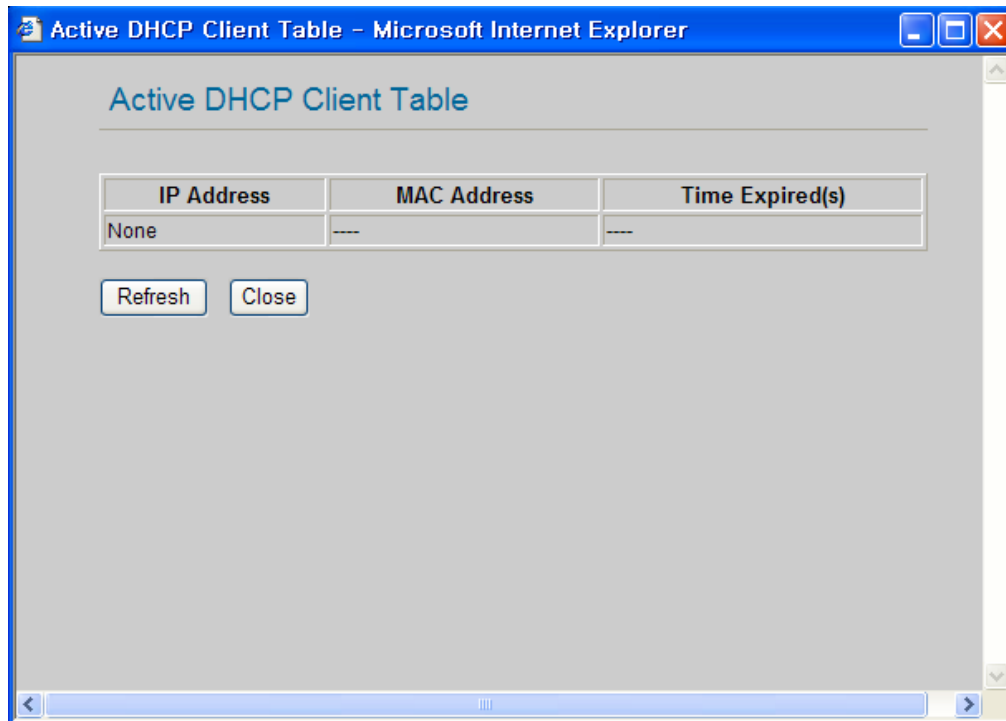 Active DHCP Client Table - Microsoft Internet Explorer
Active DHCP Client Table
IP Address MAC Address Time Expired(s)
None ---- ----
Refresh Close